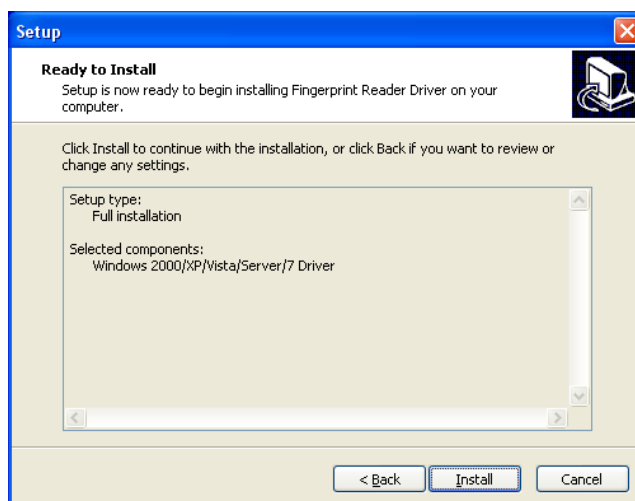 Setup
Ready to Install
Setup is now ready to begin installing Fingerprint Reader Driver on your
computer.
Click Install to continue with the installation, or click Back if you want to review or
change any settings.
Setup type:
Full installation
Selected components:
Windows 2000/XP/Vista/Server/7 Driver
< Back
Install
Cancel